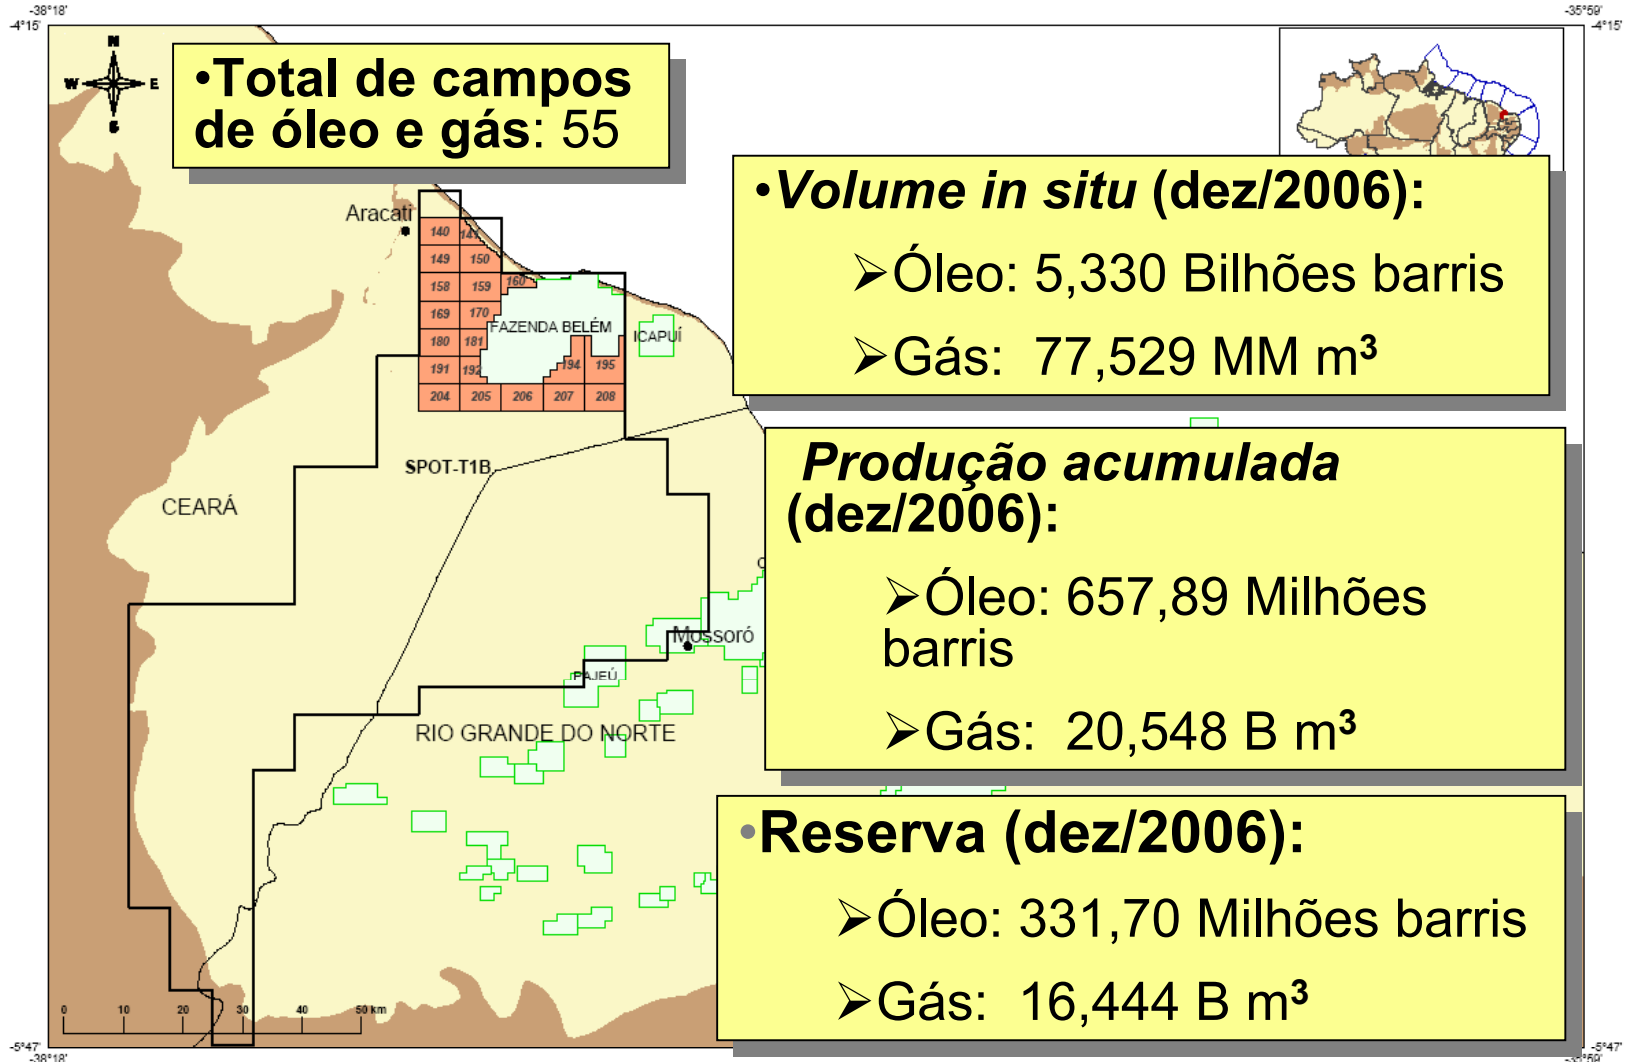 -38°18'
-35°59'
-4°15'
-4°15'
N
W
E
S
•Total de campos
de óleo e gás: 55
•Volume in situ (dez/2006):
➢Óleo: 5,330 Bilhões barris
➢Gás: 77,529 MM m³
Aracati
140
141
149
150
158
159
160
169
170
FAZENDA BELÉM
ICAPUÍ
180
181
191
192
194
195
204
205
206
207
208
SPOT-T1B
CEARÁ
Produção acumulada
(dez/2006):
➢Óleo: 657,89 Milhões
barris
➢Gás: 20,548 B m³
Mossoró
PAJEÚ
RIO GRANDE DO NORTE
•Reserva (dez/2006):
➢Óleo: 331,70 Milhões barris
➢Gás: 16,444 B m³
0 10 20 30 40 50 km
-5°47'
-5°47'
-38°18'
-35°59'